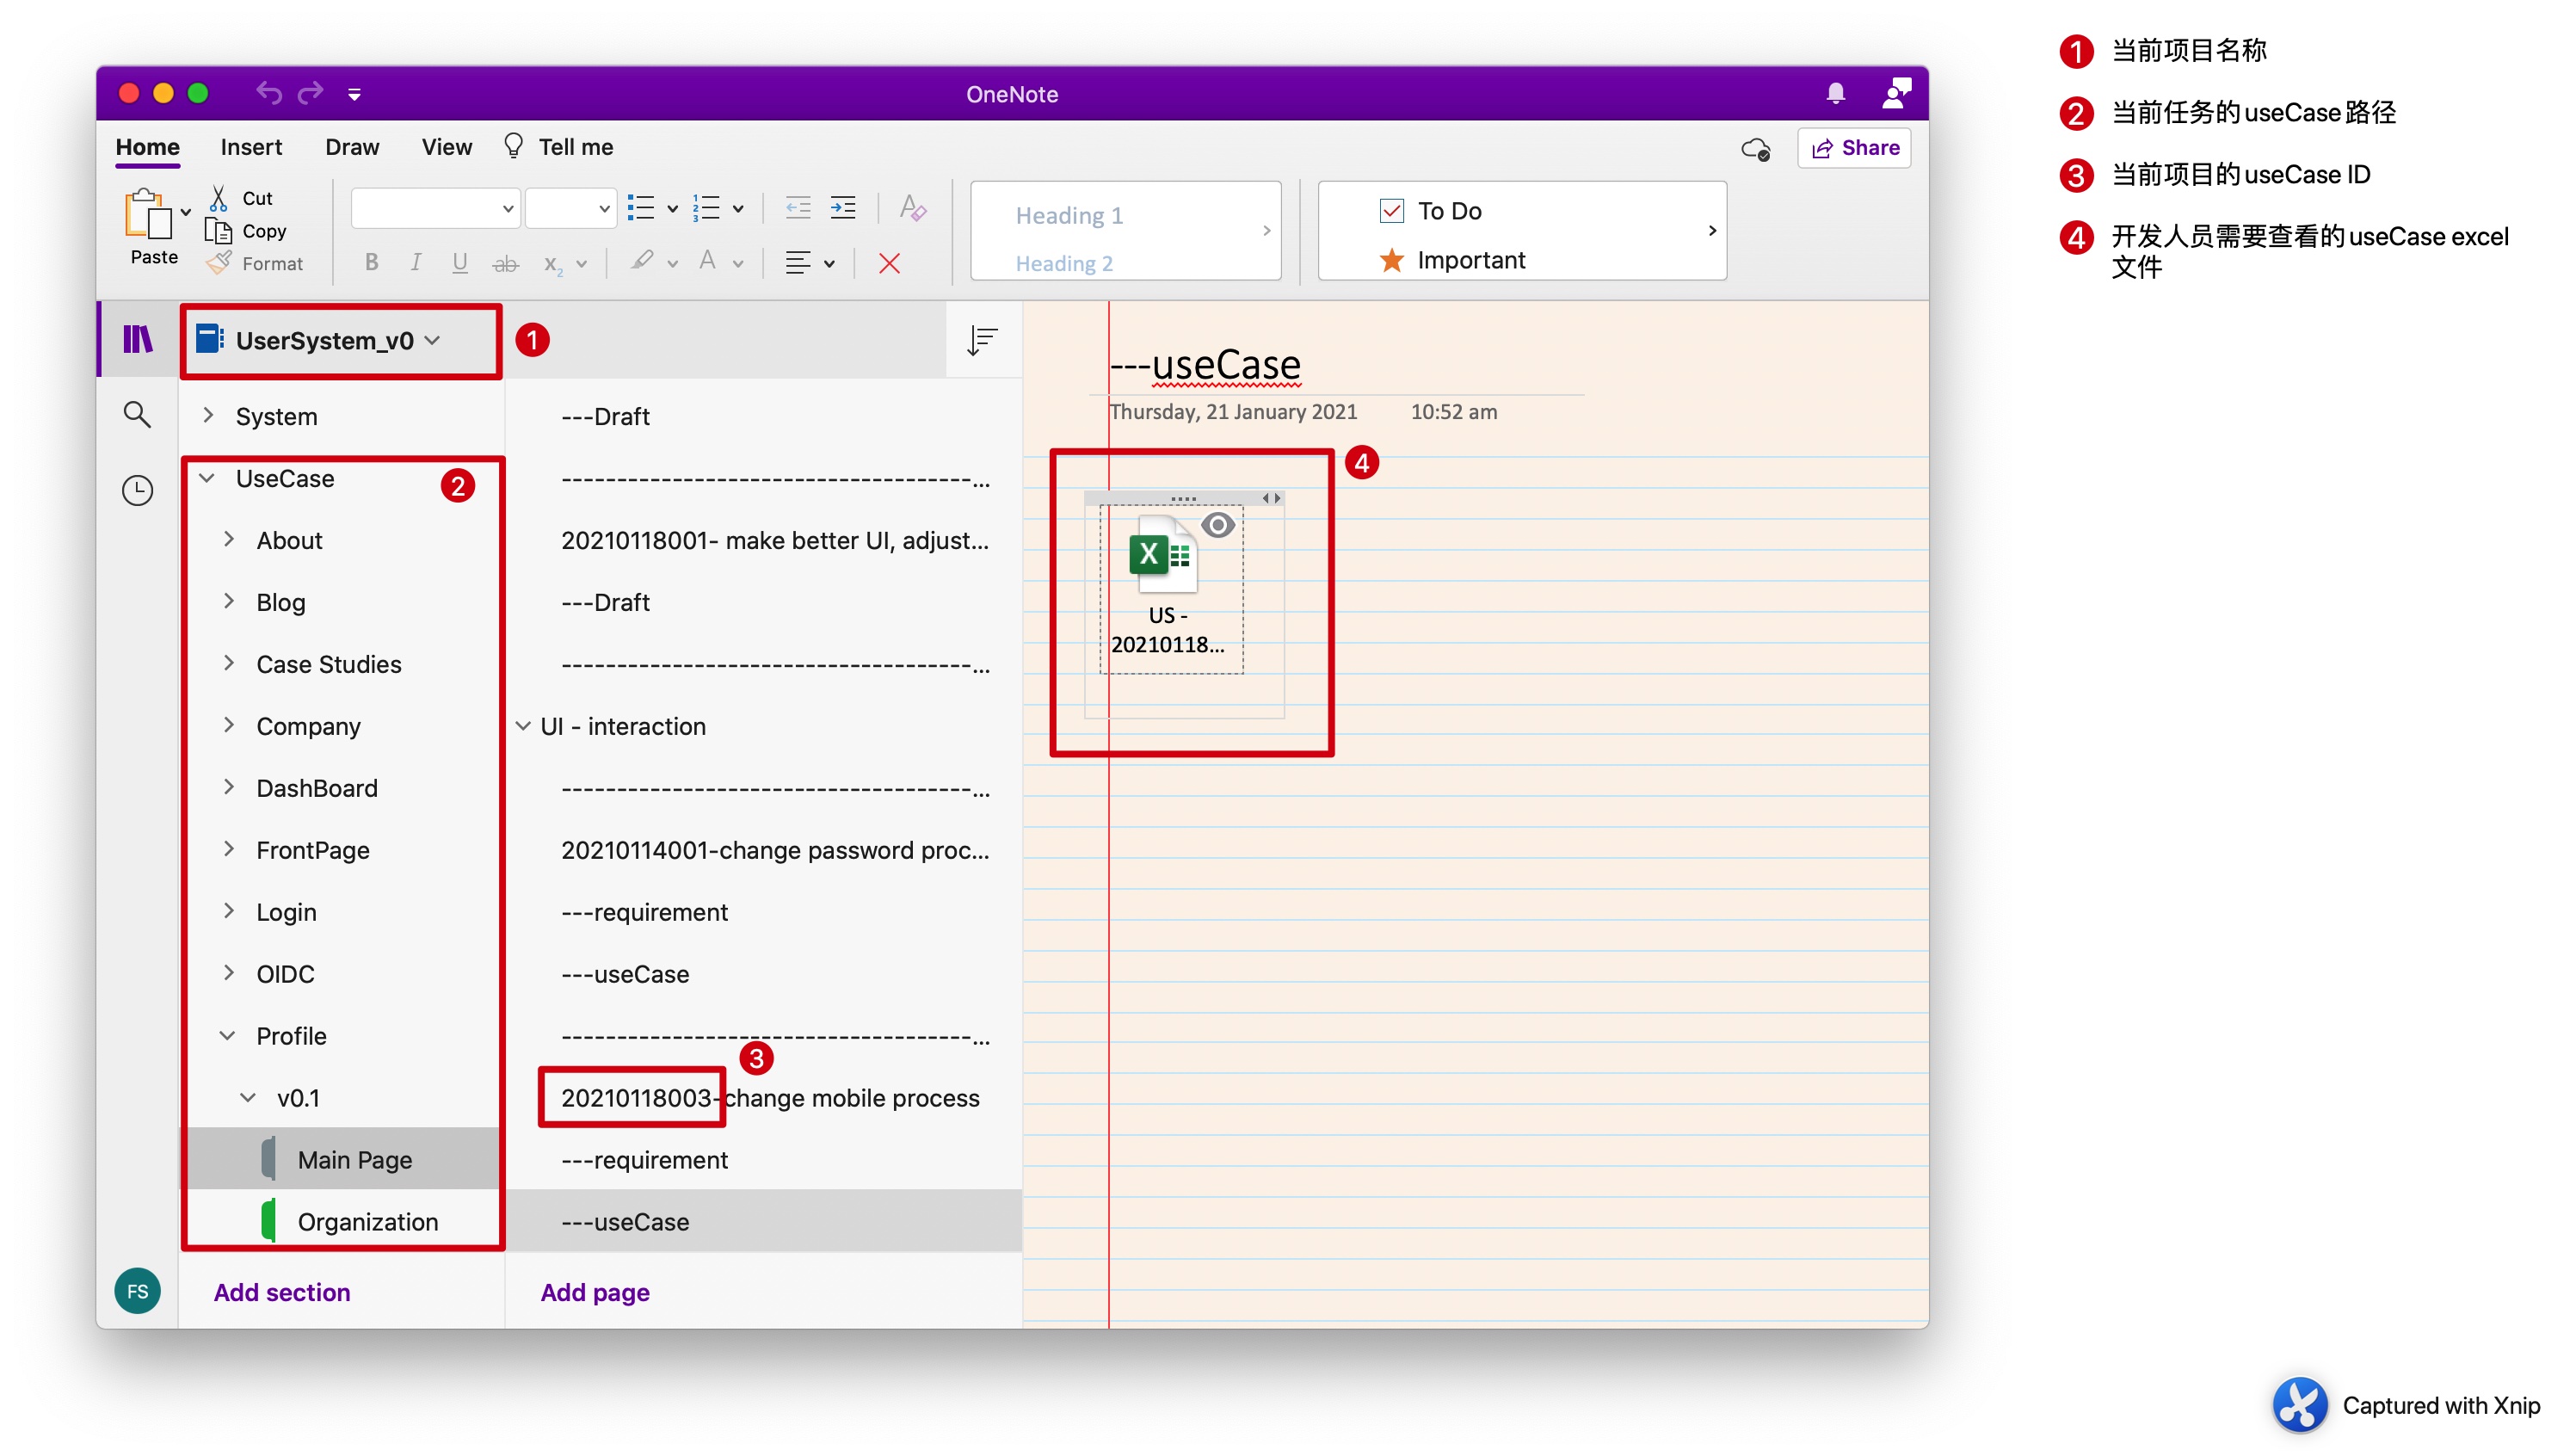 OneNote
Home Insert Draw View Tell me Share
Paste
Cut
Copy
Format
B I U ab x2 A
Heading 1
Heading 2
To Do
Important
UserSystem_v0
1
System
UseCase
2
About
Blog
Case Studies
Company
DashBoard
FrontPage
Login
OIDC
Profile
v0.1
Main Page
Organization
Add section
FS
---Draft
-------------------------------------...
20210118001- make better UI, adjust...
---Draft
-------------------------------------...
UI - interaction
-------------------------------------...
20210114001-change password proc...
---requirement
---useCase
-------------------------------------...
3
20210118003-change mobile process
---requirement
---useCase
Add page
---useCase
Thursday, 21 January 2021 10:52 am
4
X
US -
20210118...
1 当前项目名称
2 当前任务的useCase路径
3 当前项目的useCase ID
4 开发人员需要查看的useCase excel
文件
Captured with Xnip